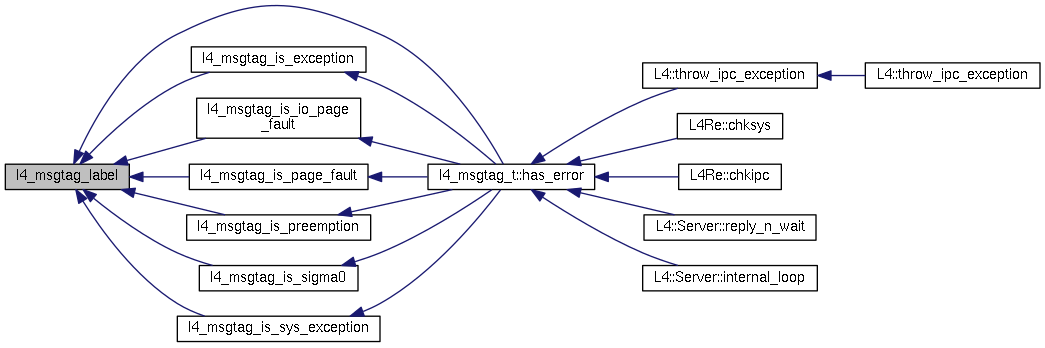 l4_msgtag_label
l4_msgtag_is_exception
l4_msgtag_is_io_page
_fault
l4_msgtag_is_page_fault
l4_msgtag_is_preemption
l4_msgtag_is_sigma0
l4_msgtag_is_sys_exception
l4_msgtag_t::has_error
L4::throw_ipc_exception
L4Re::chksys
L4Re::chkipc
L4::Server::reply_n_wait
L4::Server::internal_loop
L4::throw_ipc_exception